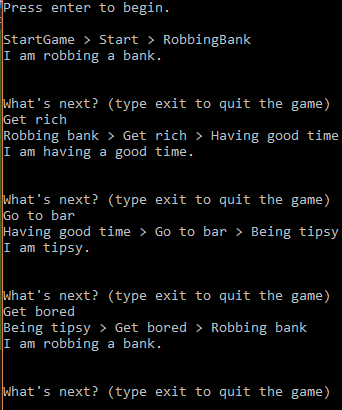 Press enter to begin.
StartGame > Start > RobbingBank
I am robbing a bank.
What's next? (type exit to quit the game)
Get rich
Robbing bank > Get rich > Having good time
I am having a good time.
What's next? (type exit to quit the game)
Go to bar
Having good time > Go to bar > Being tipsy
I am tipsy.
What's next? (type exit to quit the game)
Get bored
Being tipsy > Get bored > Robbing bank
I am robbing a bank.
What's next? (type exit to quit the game)